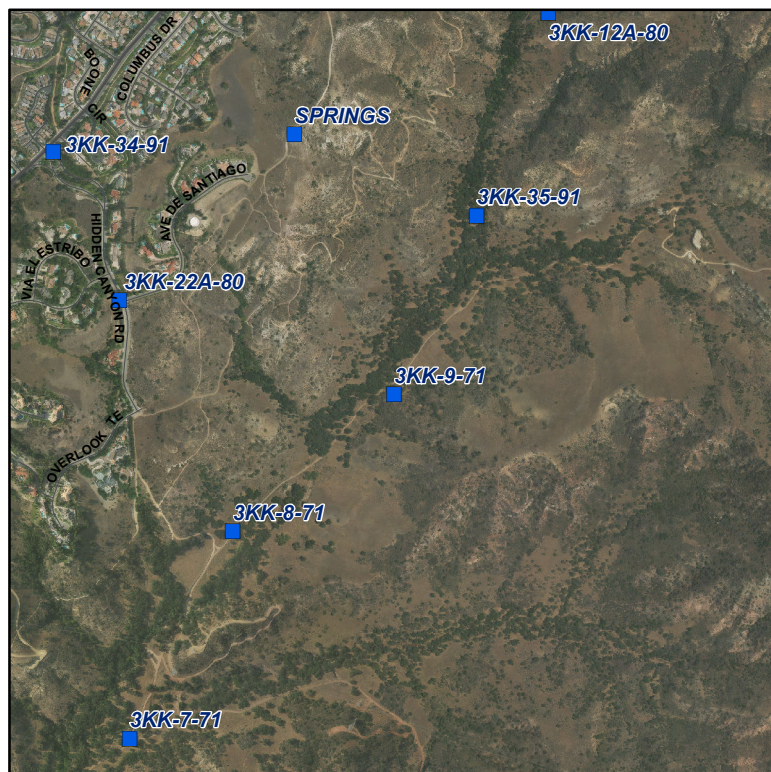 3KK-12A-80
COLUMBUS DR
BOONE CIR
SPRINGS
3KK-34-91
AVE DE SANTIAGO
3KK-35-91
HIDDEN CANYON RD
VIA EL ESTRIBO
3KK-22A-80
3KK-9-71
OVERLOOK TE
3KK-8-71
3KK-7-71